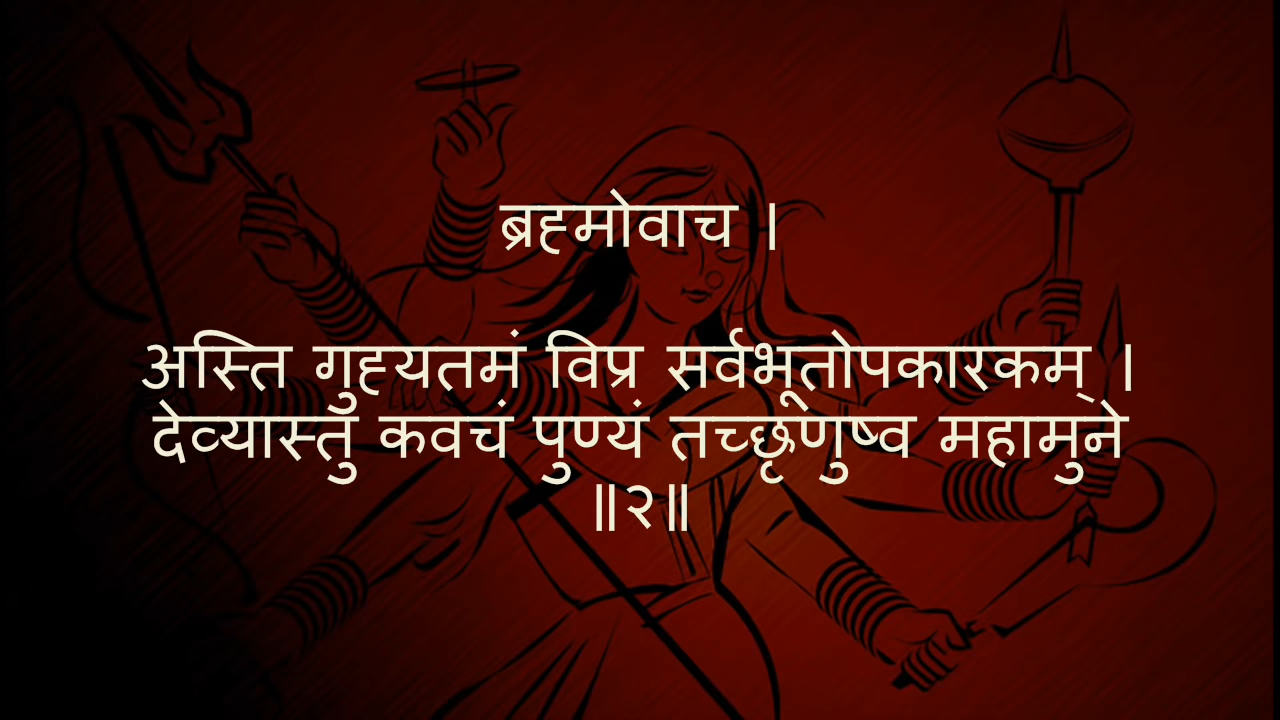 ब्रह्मोवाच ।
अस्ति गुह्यतमं विप्र सर्वभूतोपकारकम् ।
देव्यास्तु कवचं पुण्यं तच्छृणुष्व महामुने
॥२॥